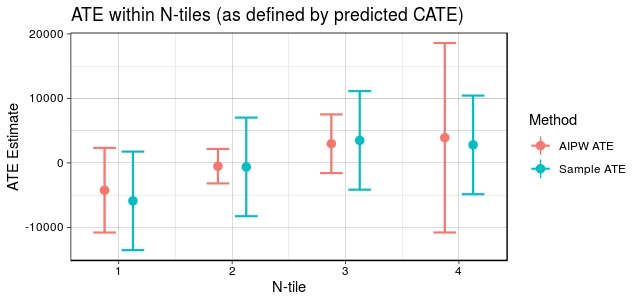 ATE within N-tiles (as defined by predicted CATE)
20000
10000
0
-10000
ATE Estimate
1 2 3 4
N-tile
Method
AIPW ATE
Sample ATE